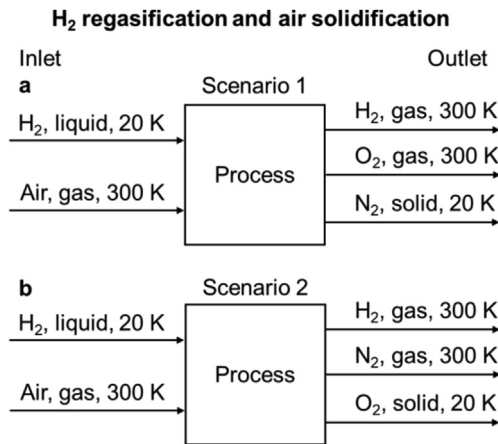 H₂ regasification and air solidification
Inlet
Outlet
a
Scenario 1
H₂, liquid, 20 K
Air, gas, 300 K
Process
H₂, gas, 300 K
O₂, gas, 300 K
N₂, solid, 20 K
b
Scenario 2
H₂, liquid, 20 K
Air, gas, 300 K
Process
H₂, gas, 300 K
N₂, gas, 300 K
O₂, solid, 20 K